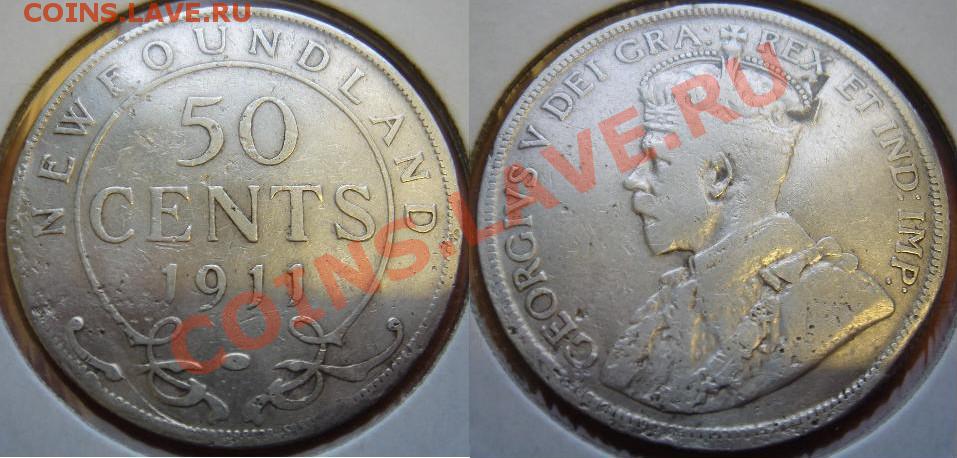 COINS.LAVE.RU
NEWFOUNDLAND
50
CENTS
1911
GEORGIVS V DEI GRA: REX ET IND: IMP:
COINS.LAVE.RU